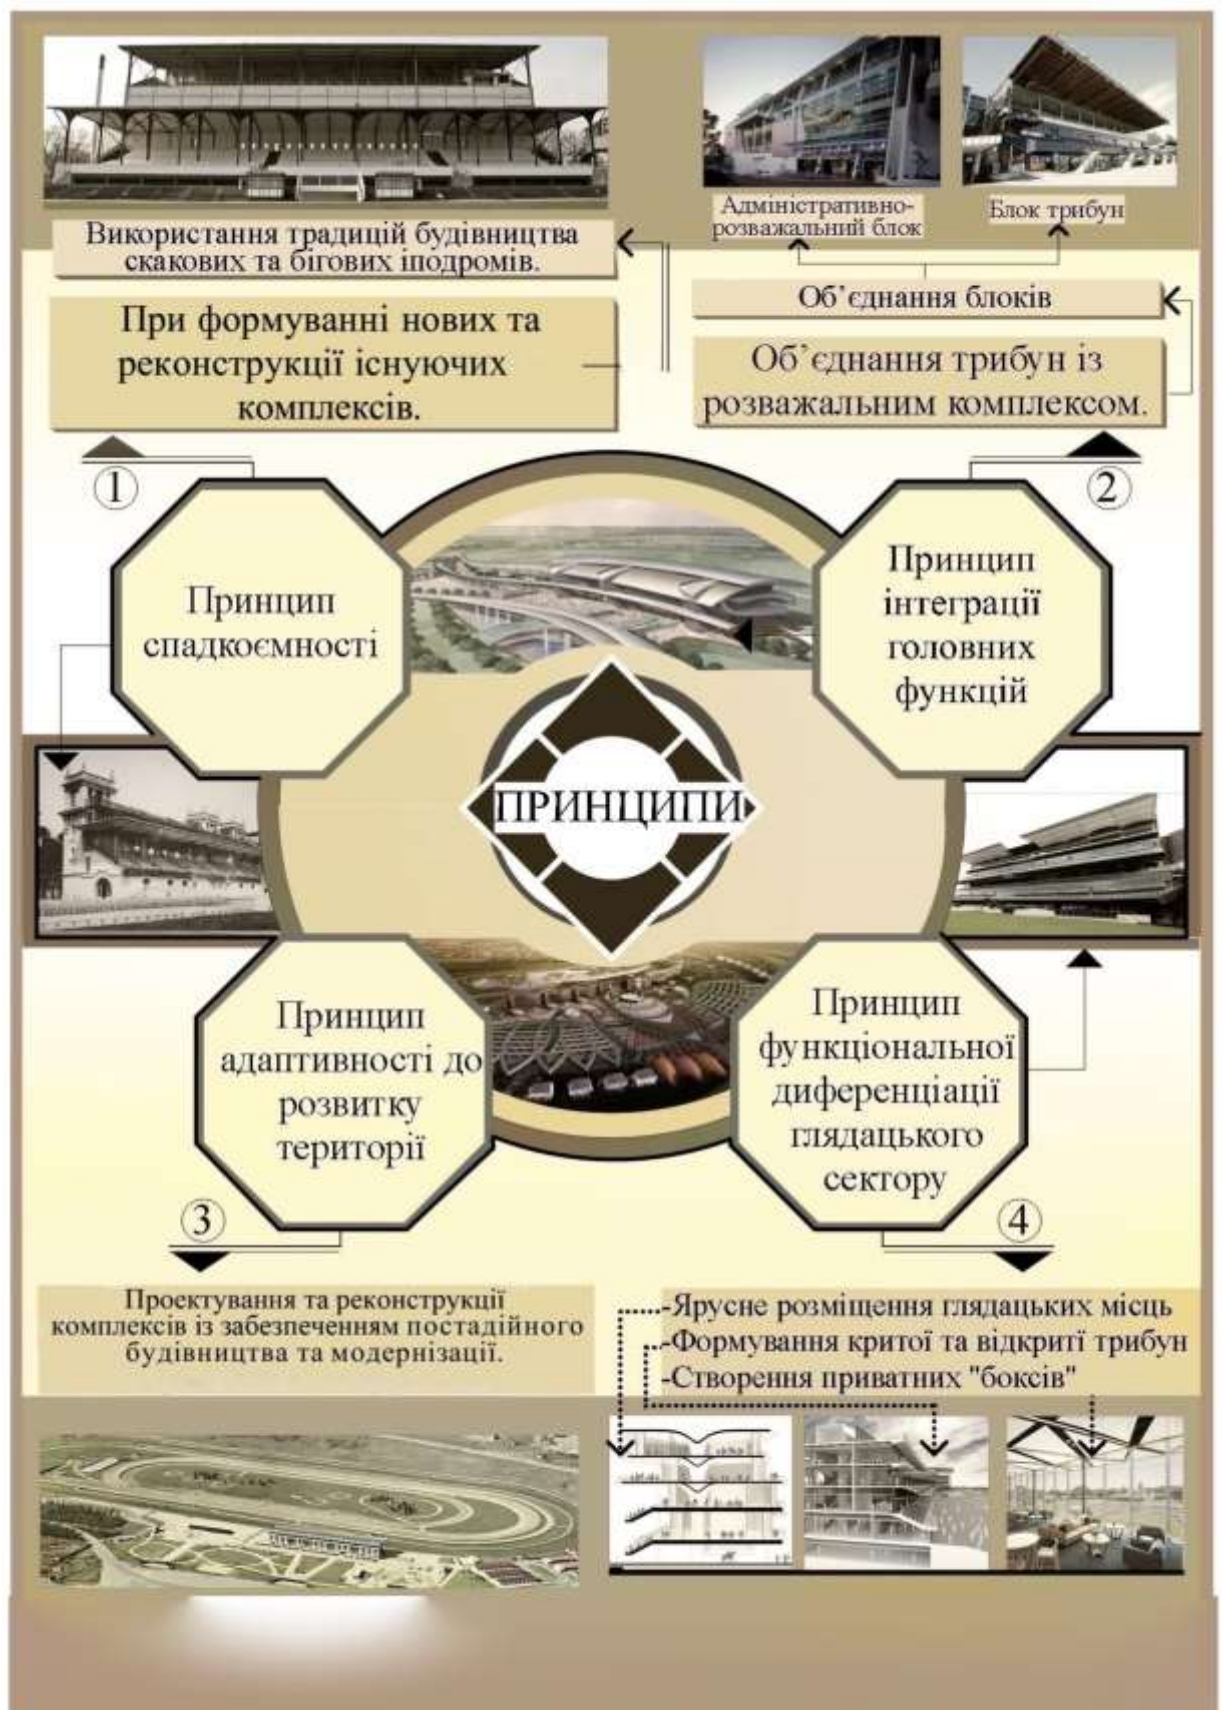 Адміністративно-
розважальний блок
Блок трибун
Використання традицій будівництва
скакових та бігових іподромів.
Об’єднання блоків
При формуванні нових та
реконструкції існуючих
комплексів.
Об’єднання трибун із
розважальним комплексом.
1
2
Принцип
спадкоємності
Принцип
інтеграції
головних
функцій
ПРИНЦИПИ
Принцип
адаптивності до
розвитку
території
Принцип
функціональної
диференціації
глядацького
сектору
3
4
Проектування та реконструкції
комплексів із забезпеченням постадійного
будівництва та модернізації.
-Ярусне розміщення глядацьких місць
-Формування критої та відкриті трибун
-Створення приватних "боксів"